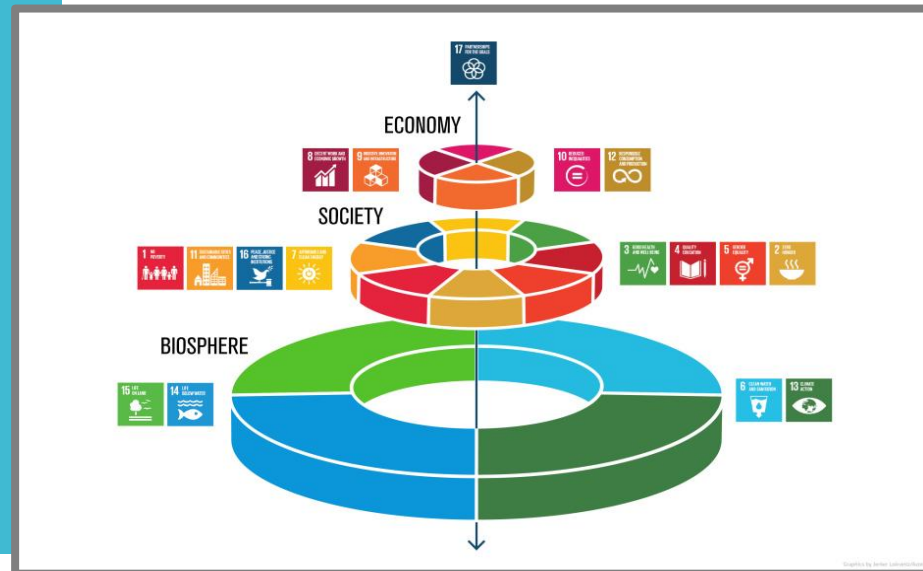 17 PARTNERSHIPS
FOR THE GOALS
ECONOMY
8 DECENT WORK AND
ECONOMIC GROWTH
9 INDUSTRY, INNOVATION
AND INFRASTRUCTURE
10 REDUCED
INEQUALITIES
12 RESPONSIBLE
CONSUMPTION
AND PRODUCTION
SOCIETY
1 NO
POVERTY
11 SUSTAINABLE CITIES
AND COMMUNITIES
16 PEACE, JUSTICE
AND STRONG
INSTITUTIONS
7 AFFORDABLE AND
CLEAN ENERGY
3 GOOD HEALTH
AND WELL-BEING
4 QUALITY
EDUCATION
5 GENDER
EQUALITY
2 ZERO
HUNGER
BIOSPHERE
15 LIFE
ON LAND
14 LIFE
BELOW WATER
6 CLEAN WATER
AND SANITATION
13 CLIMATE
ACTION
Graphics by